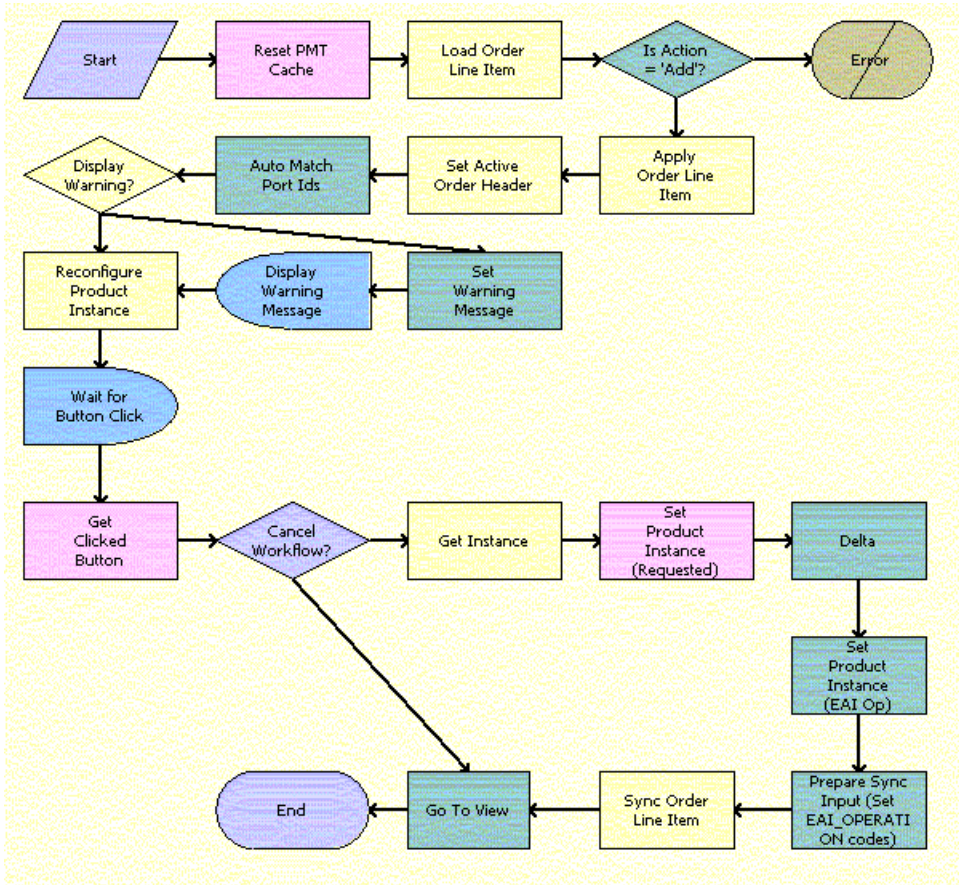 Start
Reset PMT
Cache
Load Order
Line Item
Is Action
= 'Add'?
Error
Display
Warning?
Auto Match
Port Ids
Set Active
Order Header
Apply
Order Line
Item
Reconfigure
Product
Instance
Display
Warning
Message
Set
Warning
Message
Wait for
Button Click
Get
Clicked
Button
Cancel
Workflow?
Get Instance
Set
Product
Instance
(Requested)
Delta
Set
Product
Instance
(EAI Op)
End
Go To View
Sync Order
Line Item
Prepare Sync
Input (Set
EAI_OPERATI
ON codes)